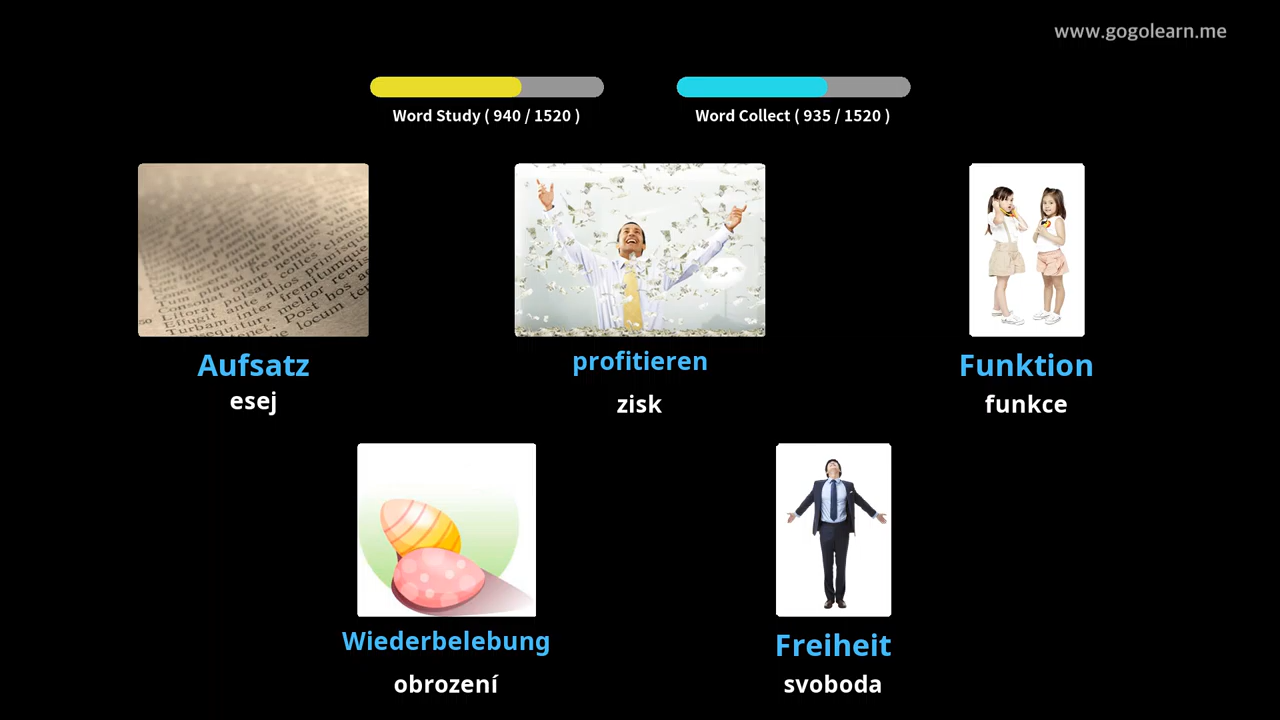 www.gogolearn.me
Word Study ( 940 / 1520 )
Word Collect ( 935 / 1520 )
Aufsatz
esej
profitieren
zisk
Funktion
funkce
Wiederbelebung
obrození
Freiheit
svoboda